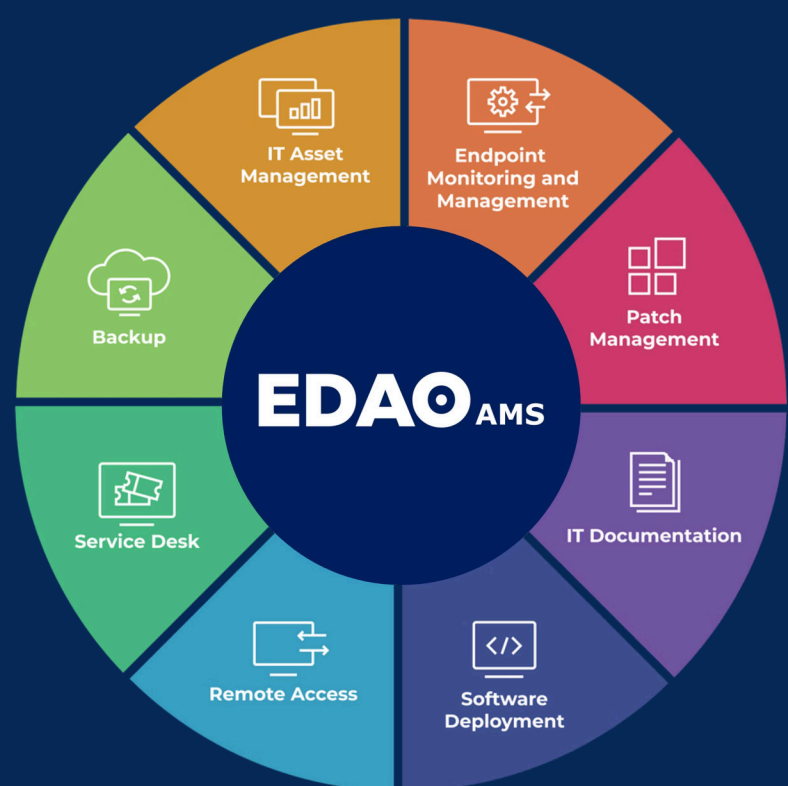 IT Asset
Management
Endpoint
Monitoring and
Management
Patch
Management
IT Documentation
Software
Deployment
Remote Access
Service Desk
Backup
EDAO AMS